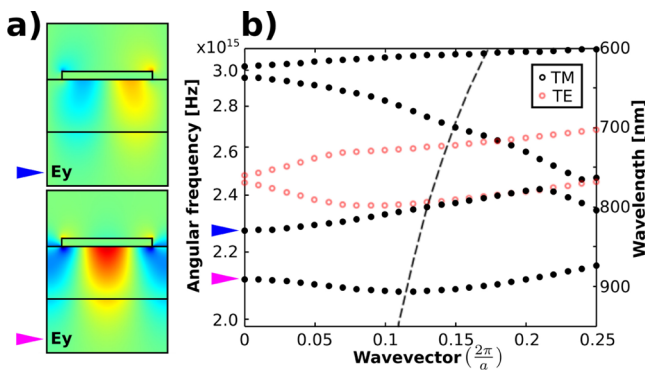 a)
Ey
Ey
b)
x10¹⁵
3.0
2.8
2.6
2.4
2.2
2.0
Angular frequency [Hz]
TM
TE
600
700
800
900
Wavelength [nm]
0
0.05
0.1
0.15
0.2
0.25
Wavevector (2π/a)